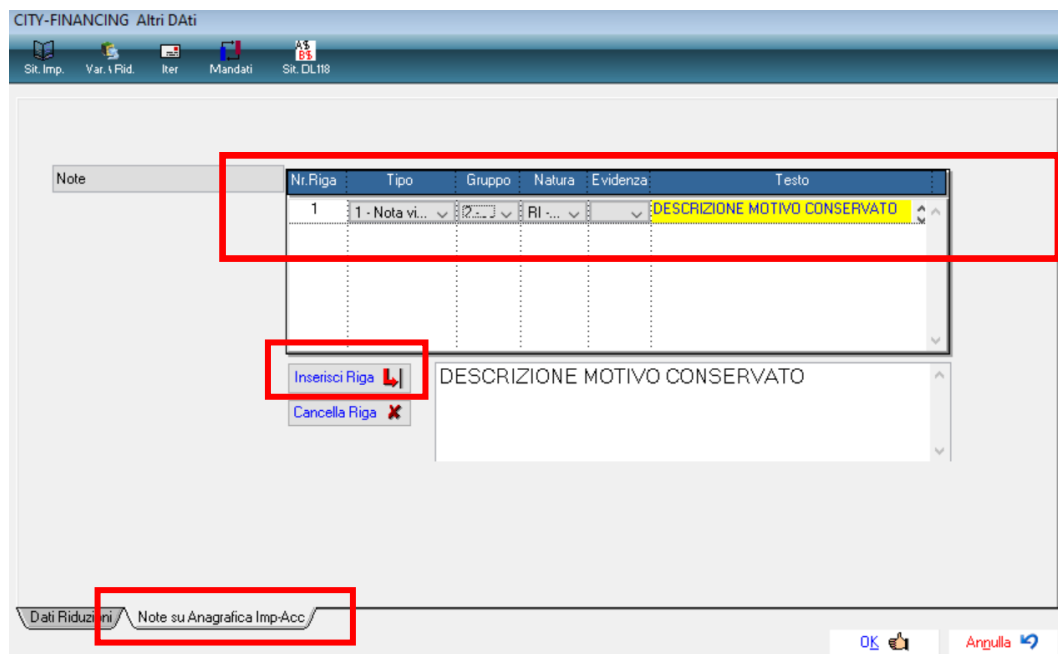 CITY-FINANCING Altri DAti
A$
B$
Sit. Imp. Var. \ Rid. Iter Mandati Sit. DL118
Note
Nr.Riga Tipo Gruppo Natura Evidenza Testo
1 1 - Nota vi... 2 -... RI -... DESCRIZIONE MOTIVO CONSERVATO
Inserisci Riga DESCRIZIONE MOTIVO CONSERVATO
Cancella Riga
Dati Riduzioni Note su Anagrafica Imp-Acc
OK Annulla